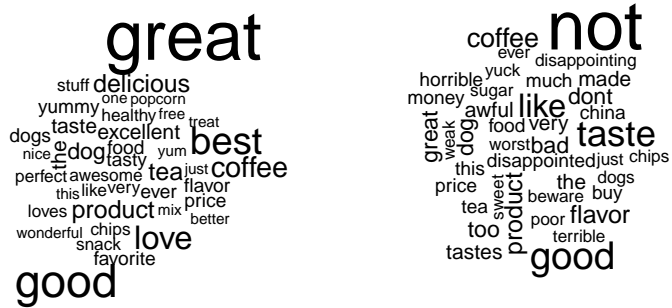 great
stuff delicious
one popcorn
yummy healthy free
taste excellent treat
dogs best
nice the dog food yum
tasty
perfect awesome tea just coffee
this like very ever flavor
loves product mix price
better
wonderful chips love
snack
favorite
good
not
coffee ever
disappointing
yuck
horrible sugar much made
money like dont
awful china
great weak dog food very taste
worst bad
disappointed just chips
this
price sweet product the dogs
beware buy
tea poor flavor
too terrible
tastes good